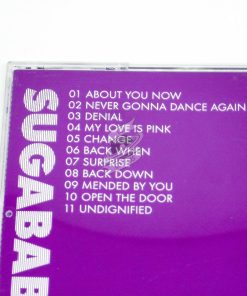 SUGABAB
01 ABOUT YOU NOW
02 NEVER GONNA DANCE AGAIN
03 DENIAL
04 MY LOVE IS PINK
05 CHANGE
06 BACK WHEN
07 SURPRISE
08 BACK DOWN
09 MENDED BY YOU
10 OPEN THE DOOR
11 UNDIGNIFIED